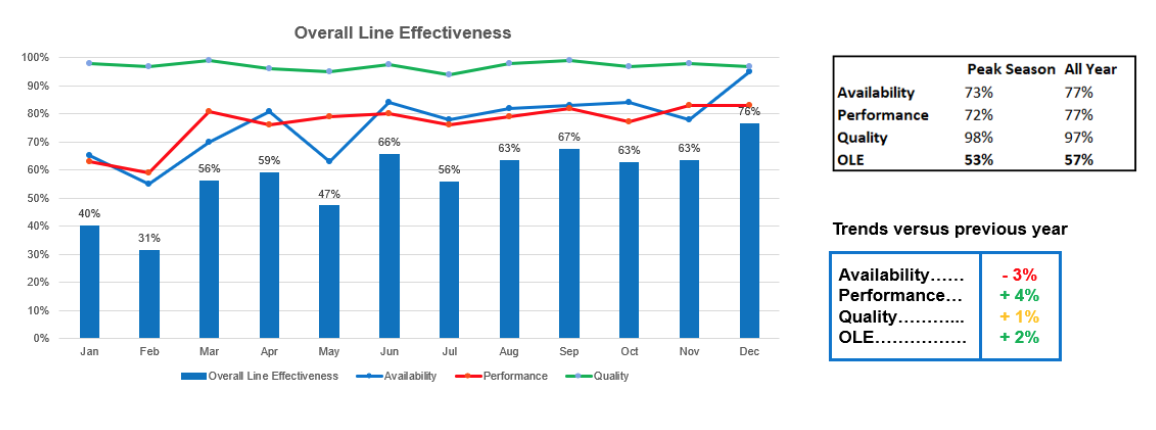 Overall Line Effectiveness
100%
90%
80%
70%
60%
50%
40%
30%
20%
10%
0%
40%
31%
56%
59%
47%
66%
56%
63%
67%
63%
63%
76%
Jan Feb Mar Apr May Jun Jul Aug Sep Oct Nov Dec
Overall Line Effectiveness Availability Performance Quality
Peak Season All Year
Availability 73% 77%
Performance 72% 77%
Quality 98% 97%
OLE 53% 57%
Trends versus previous year
Availability…… - 3%
Performance… + 4%
Quality……….... + 1%
OLE……………. + 2%